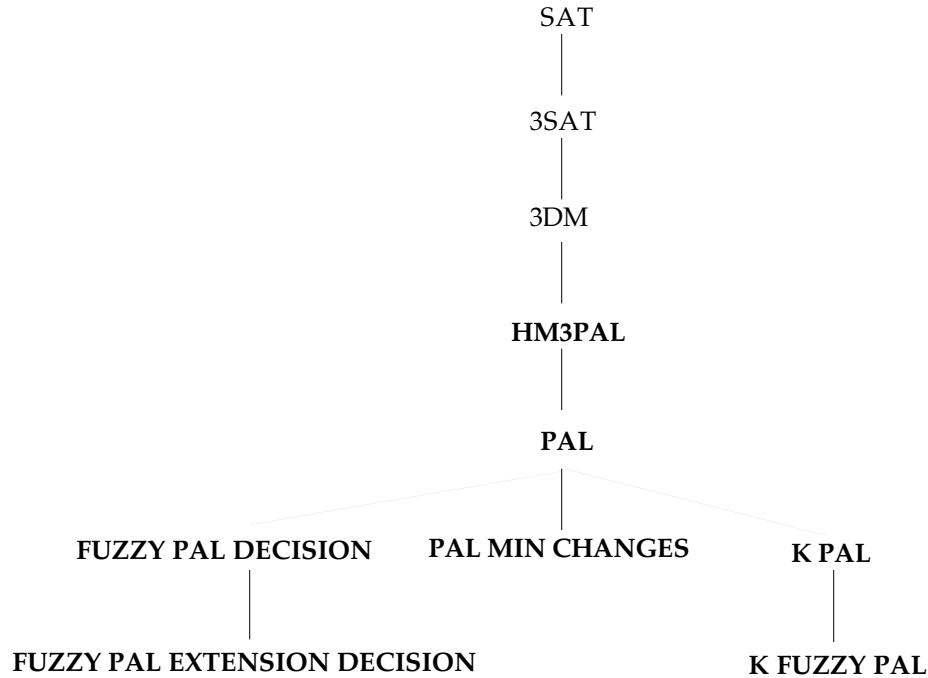 SAT
3SAT
3DM
HM3PAL
PAL
FUZZY PAL DECISION
PAL MIN CHANGES
K PAL
FUZZY PAL EXTENSION DECISION
K FUZZY PAL